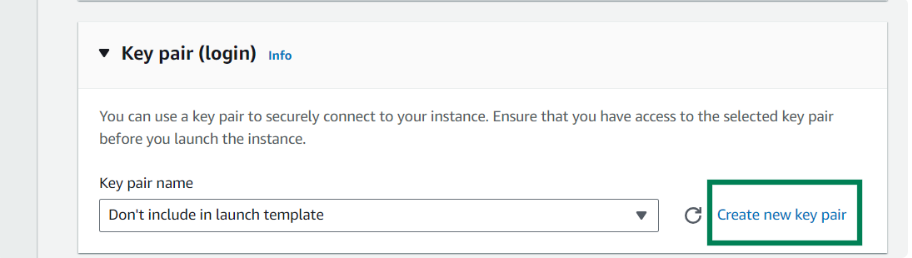 Key pair (login) Info
You can use a key pair to securely connect to your instance. Ensure that you have access to the selected key pair
before you launch the instance.
Key pair name
Don't include in launch template
Create new key pair